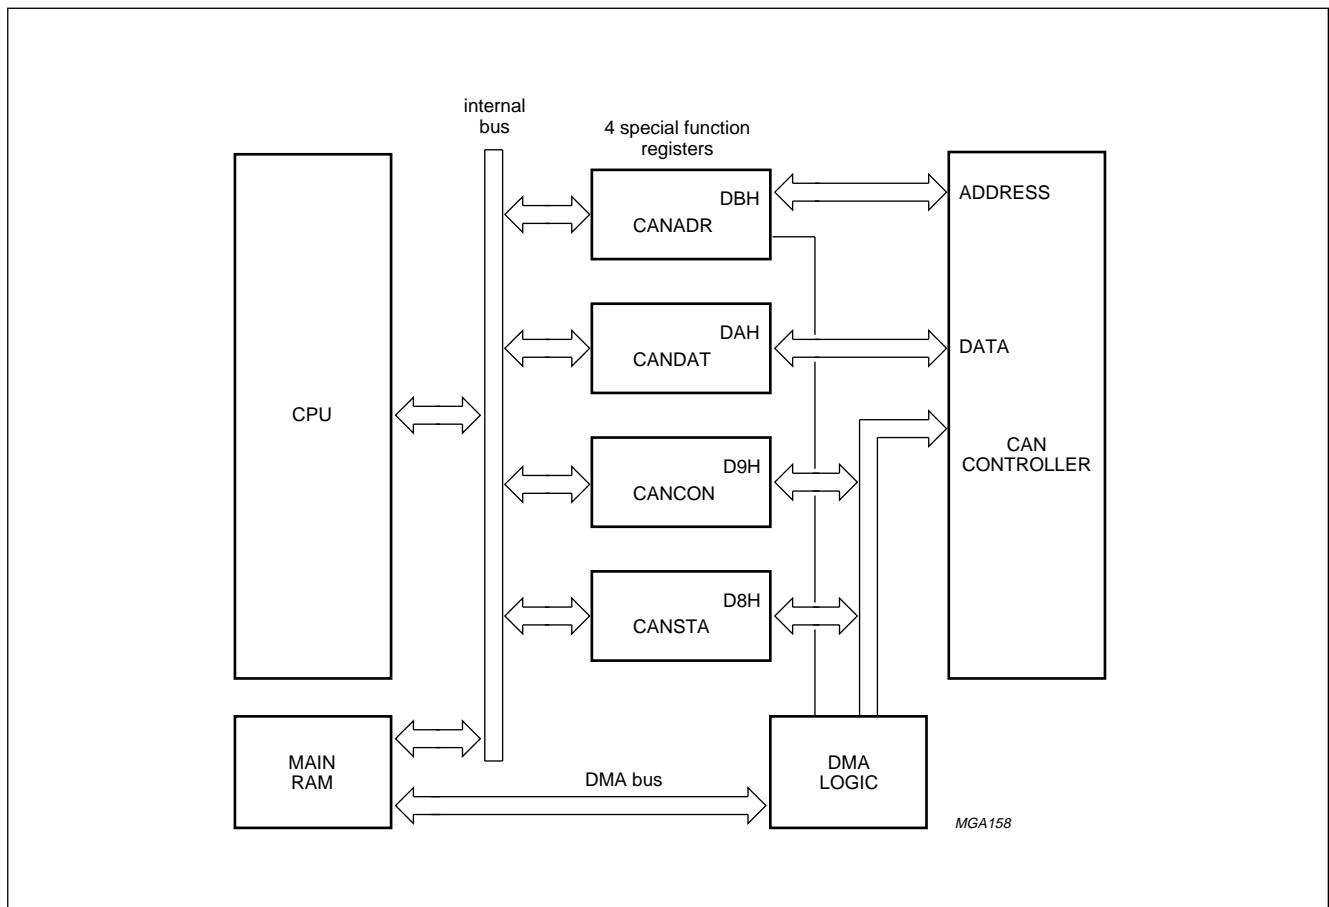 internal
bus
4 special function
registers
DBH
CANADR
ADDRESS
DAH
CANDAT
DATA
CPU
D9H
CANCON
CAN
CONTROLLER
D8H
CANSTA
MAIN
RAM
DMA bus
DMA
LOGIC
MGA158